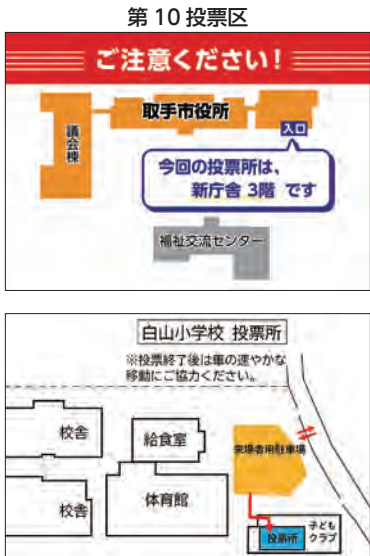 第 10 投票区
ご注意ください！
取手市役所
議会棟
入口
今回の投票所は、
新庁舎 3階 です
福祉交流センター
白山小学校 投票所
※投票終了後は車の速やかな
移動にご協力ください。
校舎
給食室
来場者用駐車場
校舎
体育館
投票所
子ども
クラブ